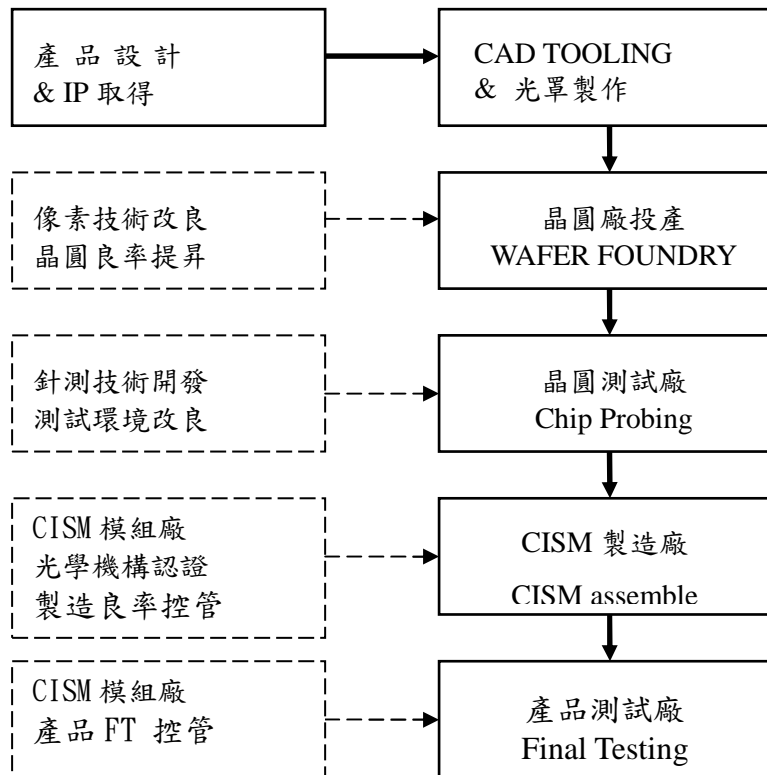 產 品 設 計
& IP 取得
CAD TOOLING
& 光罩製作
像素技術改良
晶圓良率提昇
晶圓廠投產
WAFER FOUNDRY
針測技術開發
測試環境改良
晶圓測試廠
Chip Probing
CISM 模組廠
光學機構認證
製造良率控管
CISM 製造廠
CISM assemble
CISM 模組廠
產品 FT 控管
產品測試廠
Final Testing